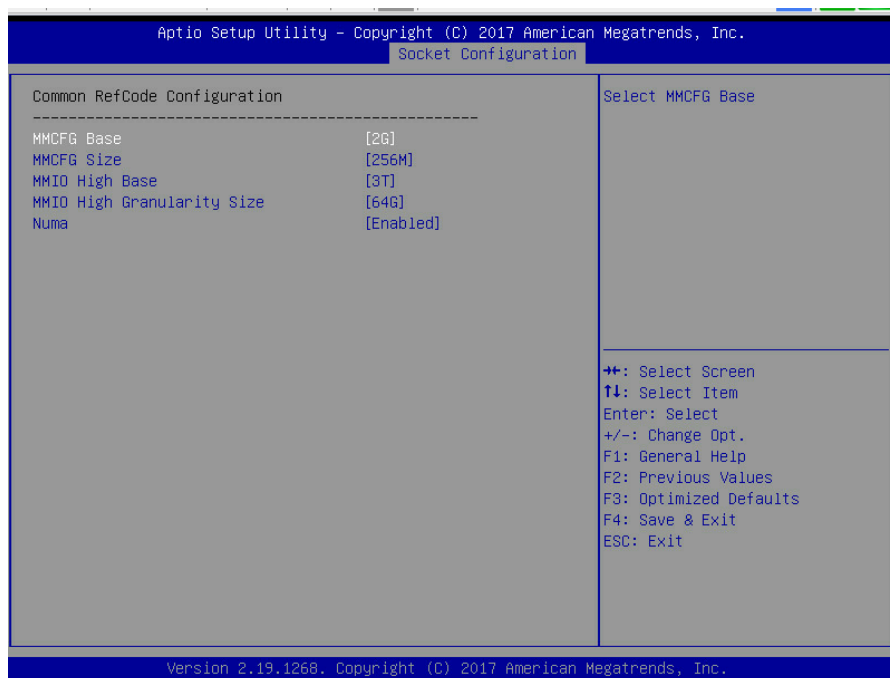 Aptio Setup Utility – Copyright (C) 2017 American Megatrends, Inc.
Socket Configuration
Common RefCode Configuration
Select MMCFG Base
--------------------------------------------------
MMCFG Base [2G]
MMCFG Size [256M]
MMIO High Base [3T]
MMIO High Granularity Size [64G]
Numa [Enabled]
→←: Select Screen
↑↓: Select Item
Enter: Select
+/-: Change Opt.
F1: General Help
F2: Previous Values
F3: Optimized Defaults
F4: Save & Exit
ESC: Exit
Version 2.19.1268. Copyright (C) 2017 American Megatrends, Inc.